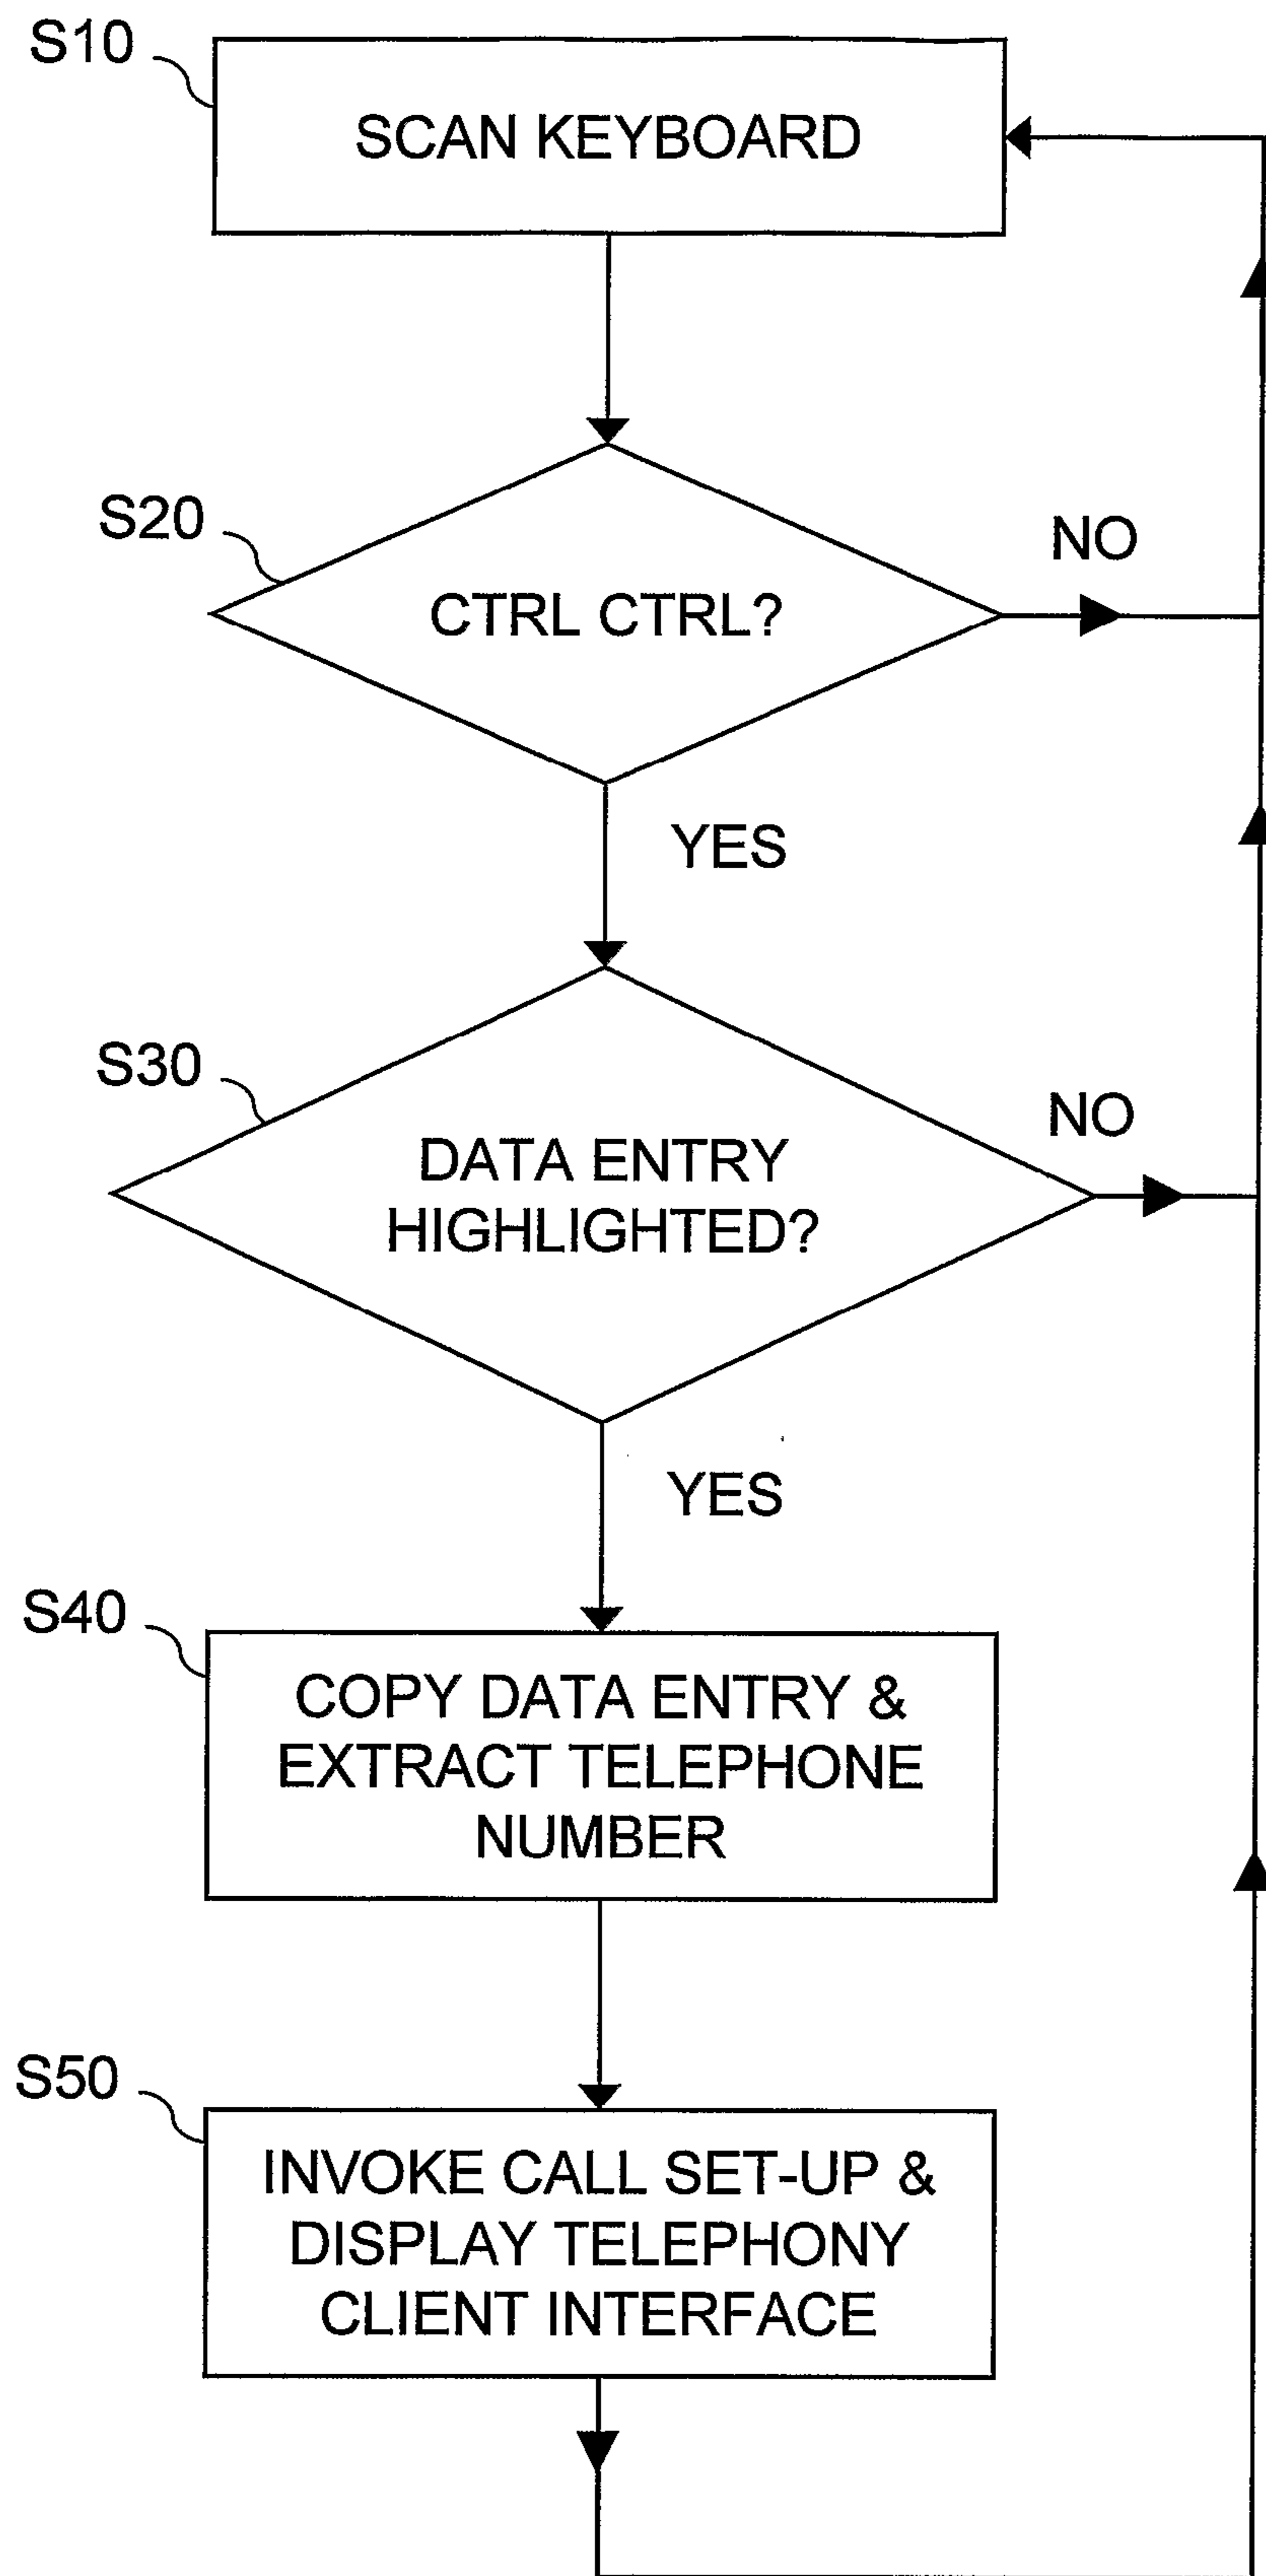 S10
SCAN KEYBOARD
S20
NO
CTRL CTRL?
YES
S30
NO
DATA ENTRY
HIGHLIGHTED?
YES
S40
COPY DATA ENTRY &
EXTRACT TELEPHONE
NUMBER
S50
INVOKE CALL SET-UP &
DISPLAY TELEPHONY
CLIENT INTERFACE